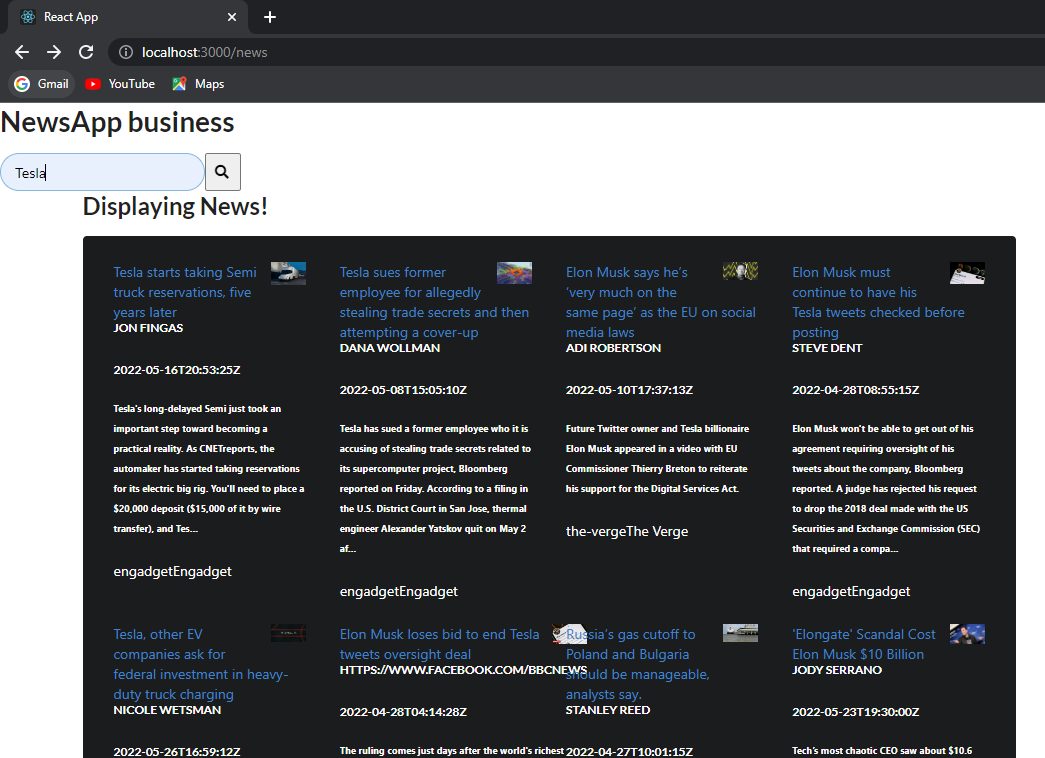 React App
localhost:3000/news
Gmail YouTube Maps
NewsApp business
Tesla
Displaying News!
Tesla starts taking Semi
truck reservations, five
years later
JON FINGAS
2022-05-16T20:53:25Z
Tesla's long-delayed Semi just took an
important step toward becoming a
practical reality. As CNETreports, the
automaker has started taking reservations
for its electric big rig. You'll need to place a
$20,000 deposit ($15,000 of it by wire
transfer), and Tes...
engadgetEngadget
Tesla sues former
employee for allegedly
stealing trade secrets and then
attempting a cover-up
DANA WOLLMAN
2022-05-08T15:05:10Z
Tesla has sued a former employee who it is
accusing of stealing trade secrets related to
its supercomputer project, Bloomberg
reported on Friday. According to a filing in
the U.S. District Court in San Jose, thermal
engineer Alexander Yatskov quit on May 2
af...
engadgetEngadget
Elon Musk says he’s
‘very much on the
same page’ as the EU on social
media laws
ADI ROBERTSON
2022-05-10T17:37:13Z
Future Twitter owner and Tesla billionaire
Elon Musk appeared in a video with EU
Commissioner Thierry Breton to reiterate
his support for the Digital Services Act.
the-vergeThe Verge
Elon Musk must
continue to have his
Tesla tweets checked before
posting
STEVE DENT
2022-04-28T08:55:15Z
Elon Musk won't be able to get out of his
agreement requiring oversight of his
tweets about the company, Bloomberg
reported. A judge has rejected his request
to drop the 2018 deal made with the US
Securities and Exchange Commission (SEC)
that required a compa...
engadgetEngadget
Tesla, other EV
companies ask for
federal investment in heavy-
duty truck charging
NICOLE WETSMAN
2022-05-26T16:59:12Z
Elon Musk loses bid to end Tesla
tweets oversight deal
HTTPS://WWW.FACEBOOK.COM/BBCNEWS
2022-04-28T04:14:28Z
The ruling comes just days after the world's richest
Russia’s gas cutoff to
Poland and Bulgaria
should be manageable,
analysts say.
STANLEY REED
2022-04-27T10:01:15Z
'Elongate' Scandal Cost
Elon Musk $10 Billion
JODY SERRANO
2022-05-23T19:30:00Z
Tech’s most chaotic CEO saw about $10.6